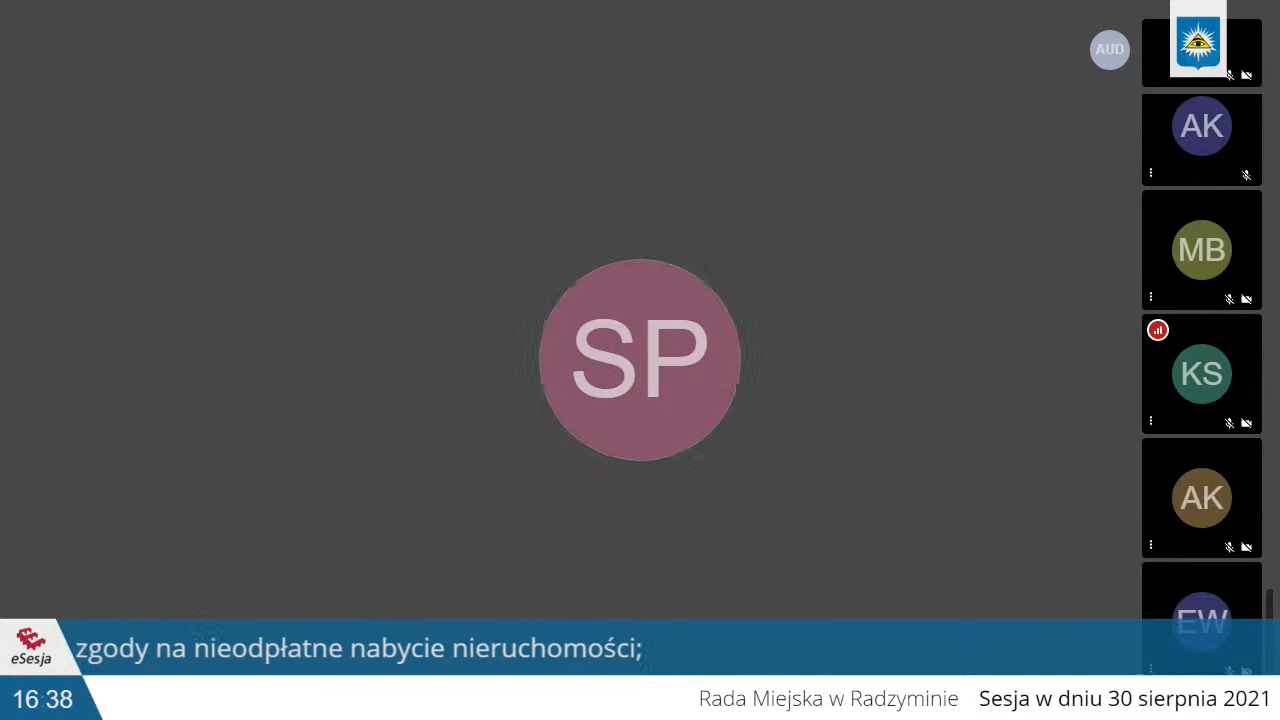 AUD
AK
MB
SP
KS
AK
EW
zgody na nieodpłatne nabycie nieruchomości;
eSesja
16:38
Rada Miejska w Radzyminie Sesja w dniu 30 sierpnia 2021